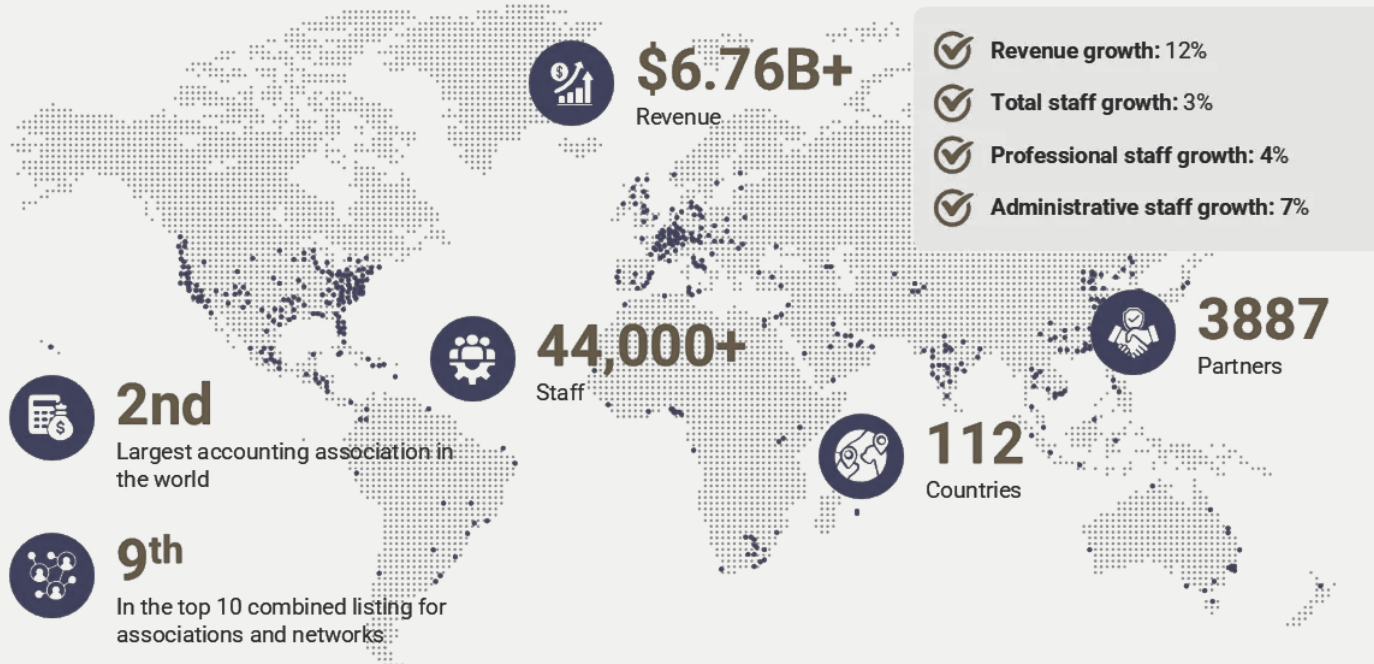 $6.76B+
Revenue
Revenue growth: 12%
Total staff growth: 3%
Professional staff growth: 4%
Administrative staff growth: 7%
3887
Partners
44,000+
Staff
2nd
Largest accounting association in
the world
112
Countries
9th
In the top 10 combined listing for
associations and networks